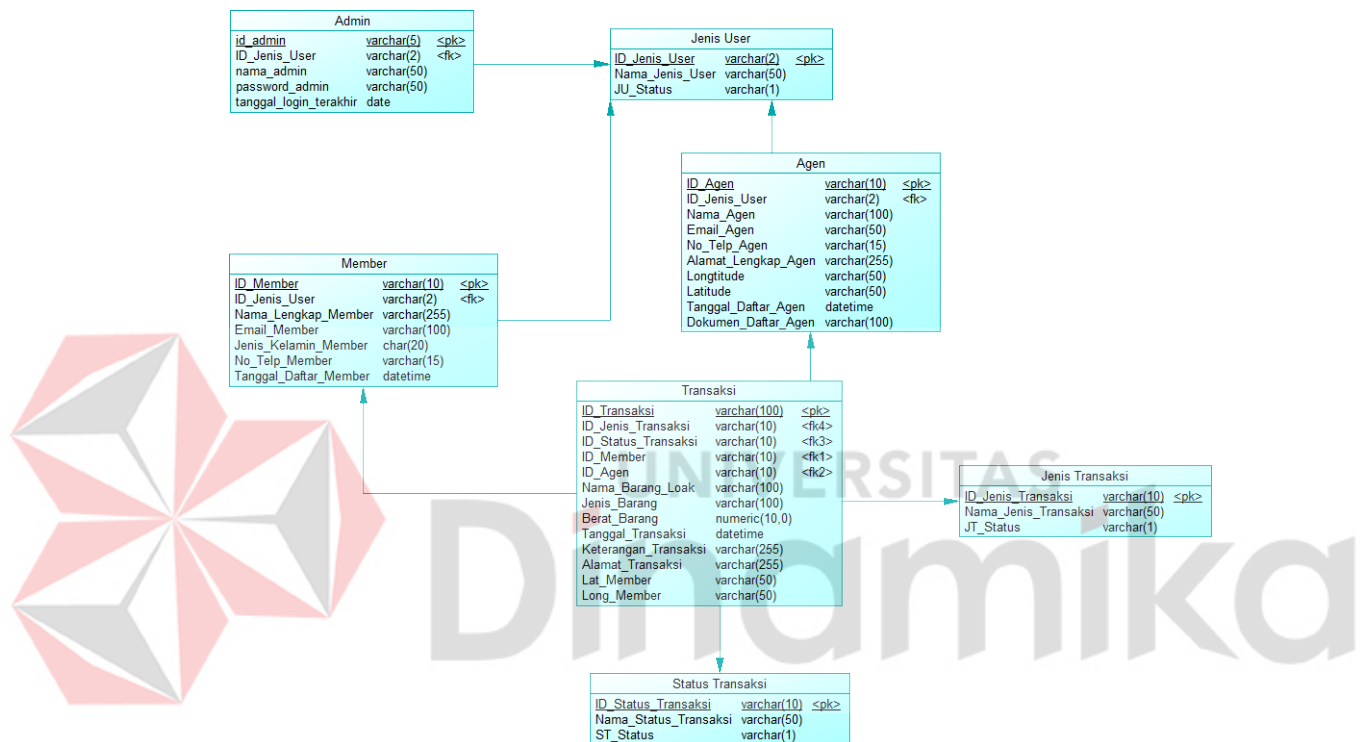 Admin
id_admin varchar(5) <pk>
ID_Jenis_User varchar(2) <fk>
nama_admin varchar(50)
password_admin varchar(50)
tanggal_login_terakhir date
Jenis User
ID_Jenis_User varchar(2) <pk>
Nama_Jenis_User varchar(50)
JU_Status varchar(1)
Agen
ID_Agen varchar(10) <pk>
ID_Jenis_User varchar(2) <fk>
Nama_Agen varchar(100)
Email_Agen varchar(50)
No_Telp_Agen varchar(15)
Alamat_Lengkap_Agen varchar(255)
Longtitude varchar(50)
Latitude varchar(50)
Tanggal_Daftar_Agen datetime
Dokumen_Daftar_Agen varchar(100)
Member
ID_Member varchar(10) <pk>
ID_Jenis_User varchar(2) <fk>
Nama_Lengkap_Member varchar(255)
Email_Member varchar(100)
Jenis_Kelamin_Member char(20)
No_Telp_Member varchar(15)
Tanggal_Daftar_Member datetime
Transaksi
ID_Transaksi varchar(100) <pk>
ID_Jenis_Transaksi varchar(10) <fk4>
ID_Status_Transaksi varchar(10) <fk3>
ID_Member varchar(10) <fk1>
ID_Agen varchar(10) <fk2>
Nama_Barang_Loak varchar(100)
Jenis_Barang varchar(100)
Berat_Barang numeric(10,0)
Tanggal_Transaksi datetime
Keterangan_Transaksi varchar(255)
Alamat_Transaksi varchar(255)
Lat_Member varchar(50)
Long_Member varchar(50)
Jenis Transaksi
ID_Jenis_Transaksi varchar(10) <pk>
Nama_Jenis_Transaksi varchar(50)
JT_Status varchar(1)
Status Transaksi
ID_Status_Transaksi varchar(10) <pk>
Nama_Status_Transaksi varchar(50)
ST_Status varchar(1)
UNIVERSITAS
Dinamika